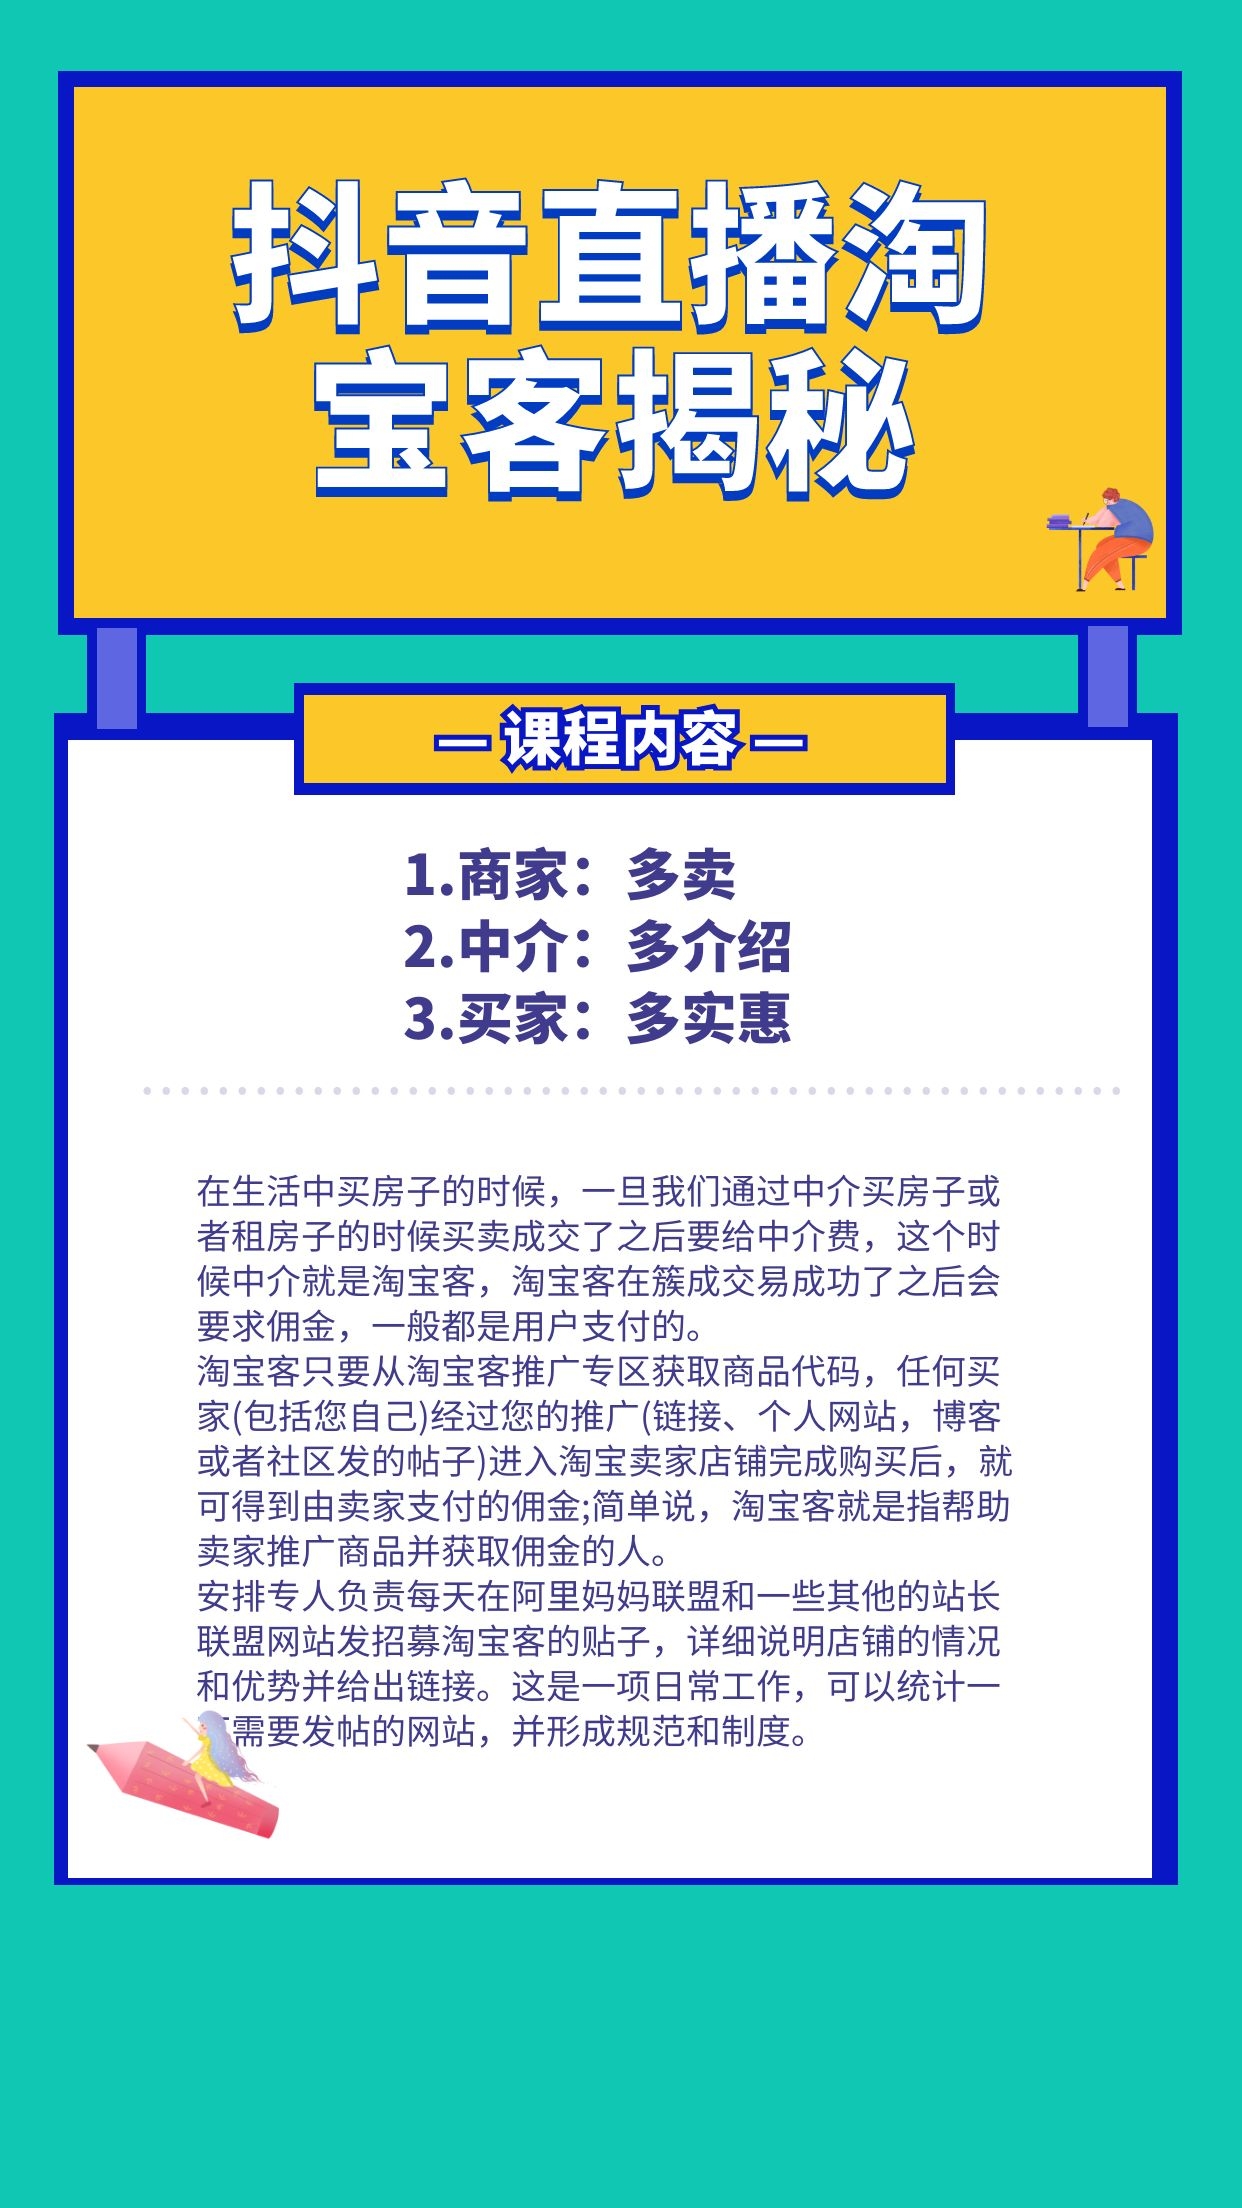 抖音直播淘
宝客揭秘
— 课程内容 —
1.商家：多卖
2.中介：多介绍
3.买家：多实惠
在生活中买房子的时候，一旦我们通过中介买房子或
者租房子的时候买卖成交了之后要给中介费，这个时
候中介就是淘宝客，淘宝客在簇成交易成功了之后会
要求佣金，一般都是用户支付的。
淘宝客只要从淘宝客推广专区获取商品代码，任何买
家(包括您自己)经过您的推广(链接、个人网站，博客
或者社区发的帖子)进入淘宝卖家店铺完成购买后，就
可得到由卖家支付的佣金;简单说，淘宝客就是指帮助
卖家推广商品并获取佣金的人。
安排专人负责每天在阿里妈妈联盟和一些其他的站长
联盟网站发招募淘宝客的贴子，详细说明店铺的情况
和优势并给出链接。这是一项日常工作，可以统计一
需要发帖的网站，并形成规范和制度。